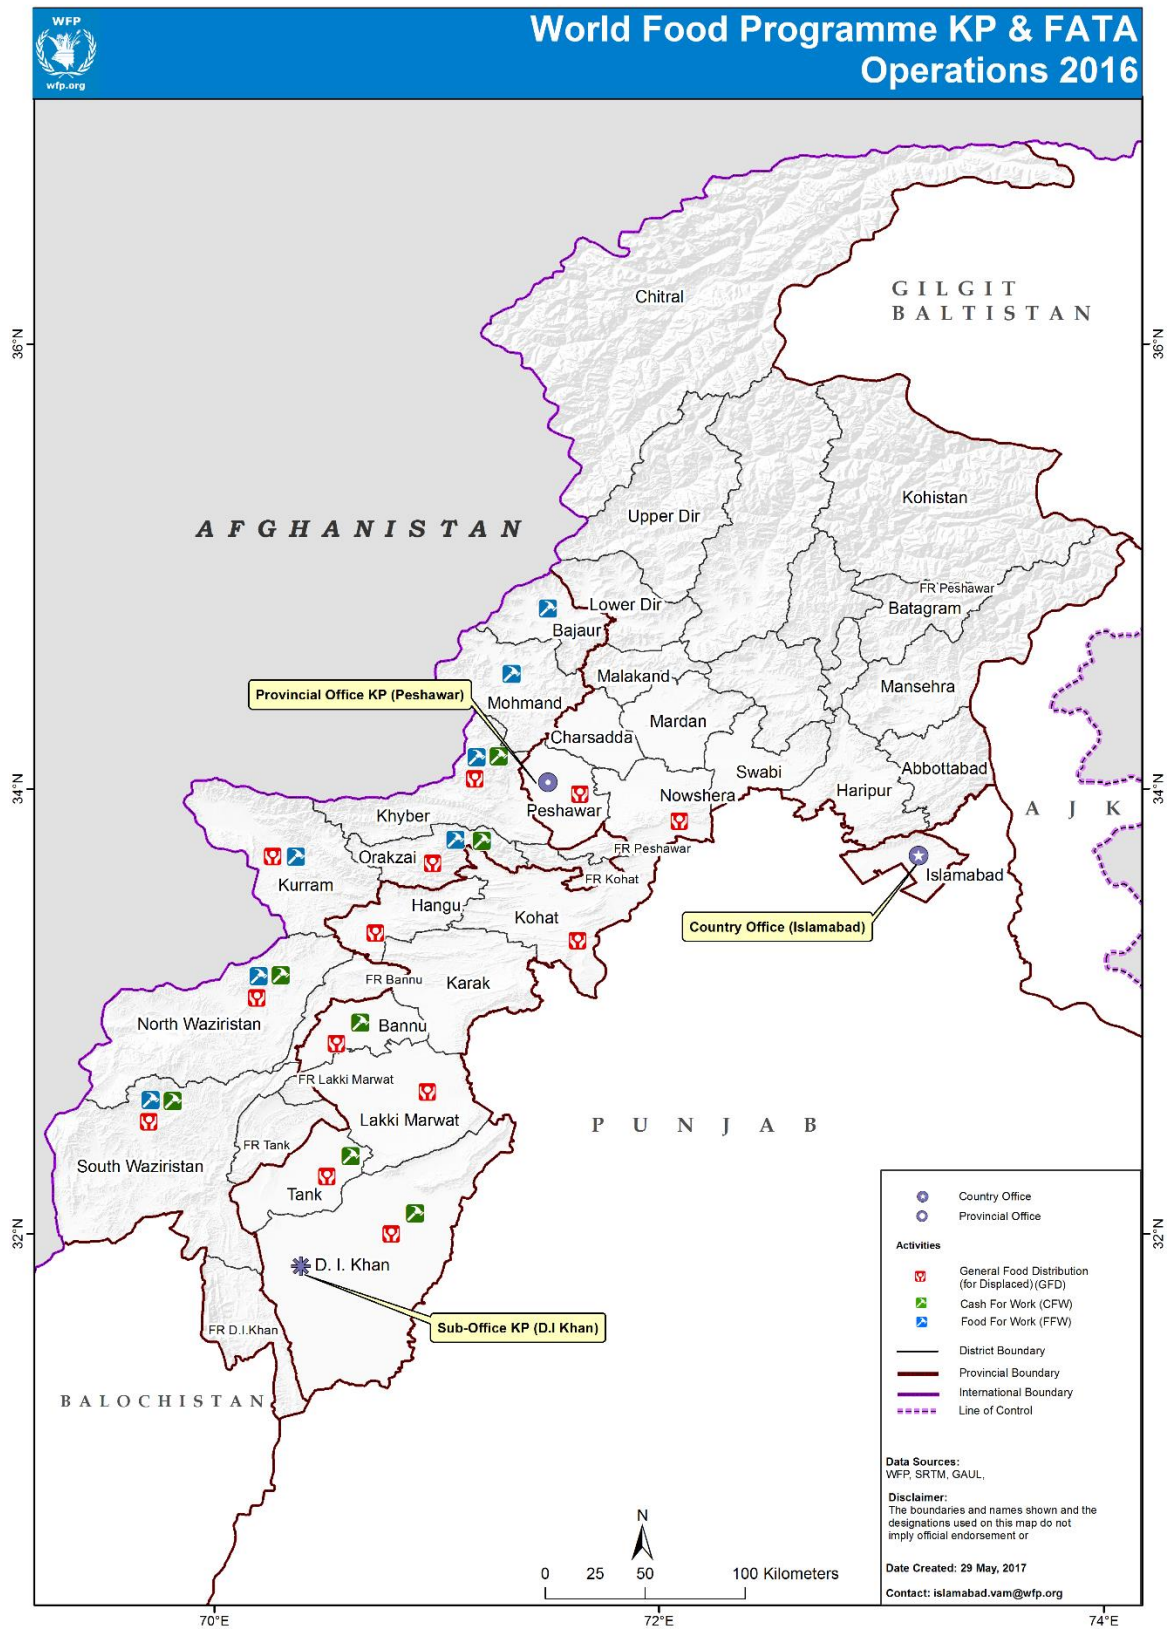 WFP
wfp.org
World Food Programme KP & FATA
Operations 2016
GILGIT
BALTISTAN
Chitral
36°N
36°N
Kohistan
Upper Dir
AFGHANISTAN
FR Peshawar
Batagram
Lower Dir
Bajaur
Malakand
Mansehra
Provincial Office KP (Peshawar)
Mohmand
Mardan
Charsadda
Abbottabad
Swabi
34°N
34°N
Haripur
Nowshera
Peshawar
AJK
Khyber
FR Peshawar
Orakzai
Islamabad
FR Kohat
Kurram
Hangu
Kohat
Country Office (Islamabad)
FR Bannu
Karak
North Waziristan
Bannu
FR Lakki Marwat
Lakki Marwat
PUNJAB
FR Tank
South Waziristan
Tank
32°N
32°N
D. I. Khan
Sub-Office KP (D.I Khan)
FR D.I.Khan
BALOCHISTAN
Country Office
Provincial Office
Activities
General Food Distribution
(for Displaced)(GFD)
Cash For Work (CFW)
Food For Work (FFW)
District Boundary
Provincial Boundary
International Boundary
Line of Control
Data Sources:
WFP, SRTM, GAUL,
Disclaimer:
The boundaries and names shown and the
designations used on this map do not
imply official endorsement or
Date Created: 29 May, 2017
Contact: islamabad.vam@wfp.org
N
0 25 50 100 Kilometers
70°E
72°E
74°E